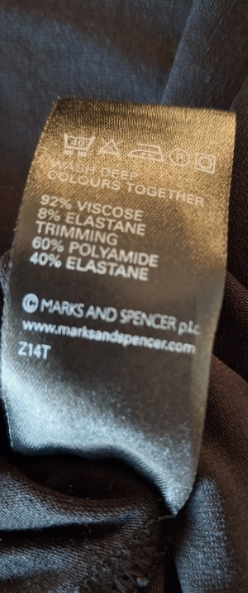 40
WASH DEEP
COLOURS TOGETHER
92% VISCOSE
8% ELASTANE
TRIMMING
60% POLYAMIDE
40% ELASTANE
© MARKS AND SPENCER p.l.c.
www.marksandspencer.com
Z14T